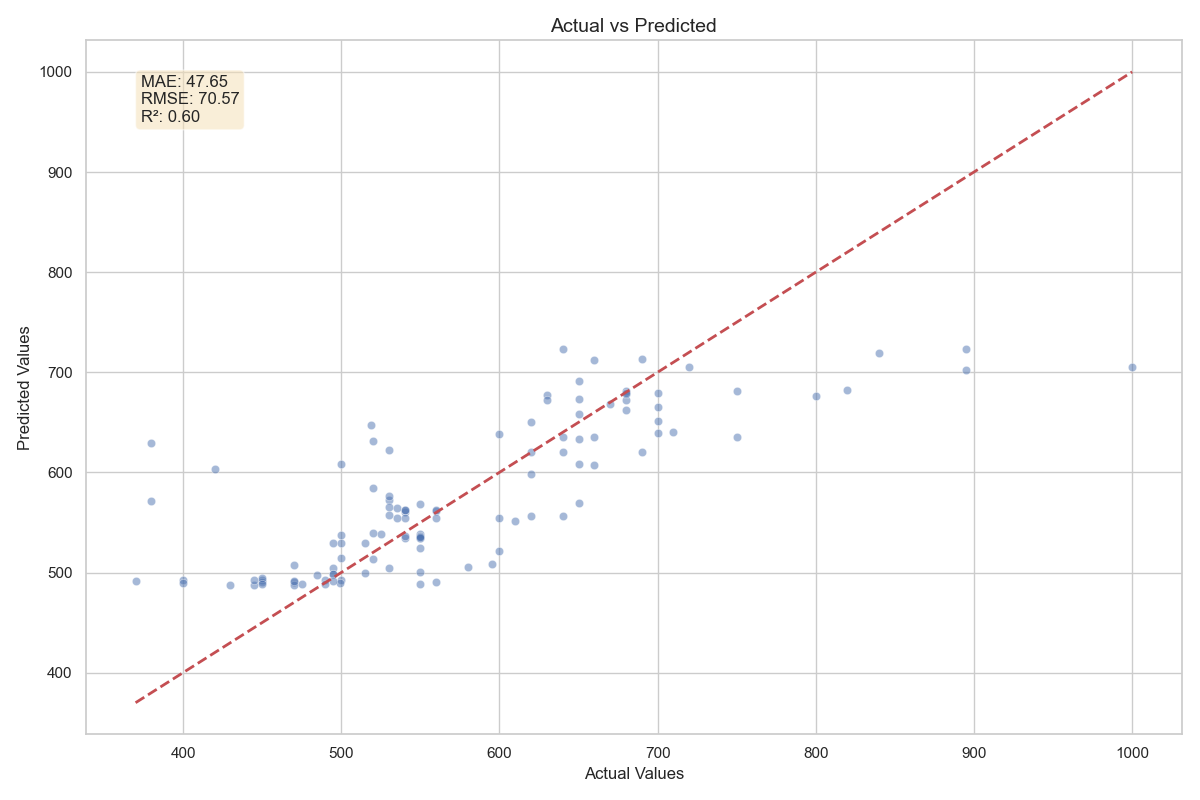 Actual vs Predicted
MAE: 47.65
RMSE: 70.57
R²: 0.60
Predicted Values
1000
900
800
700
600
500
400
400 500 600 700 800 900 1000
Actual Values